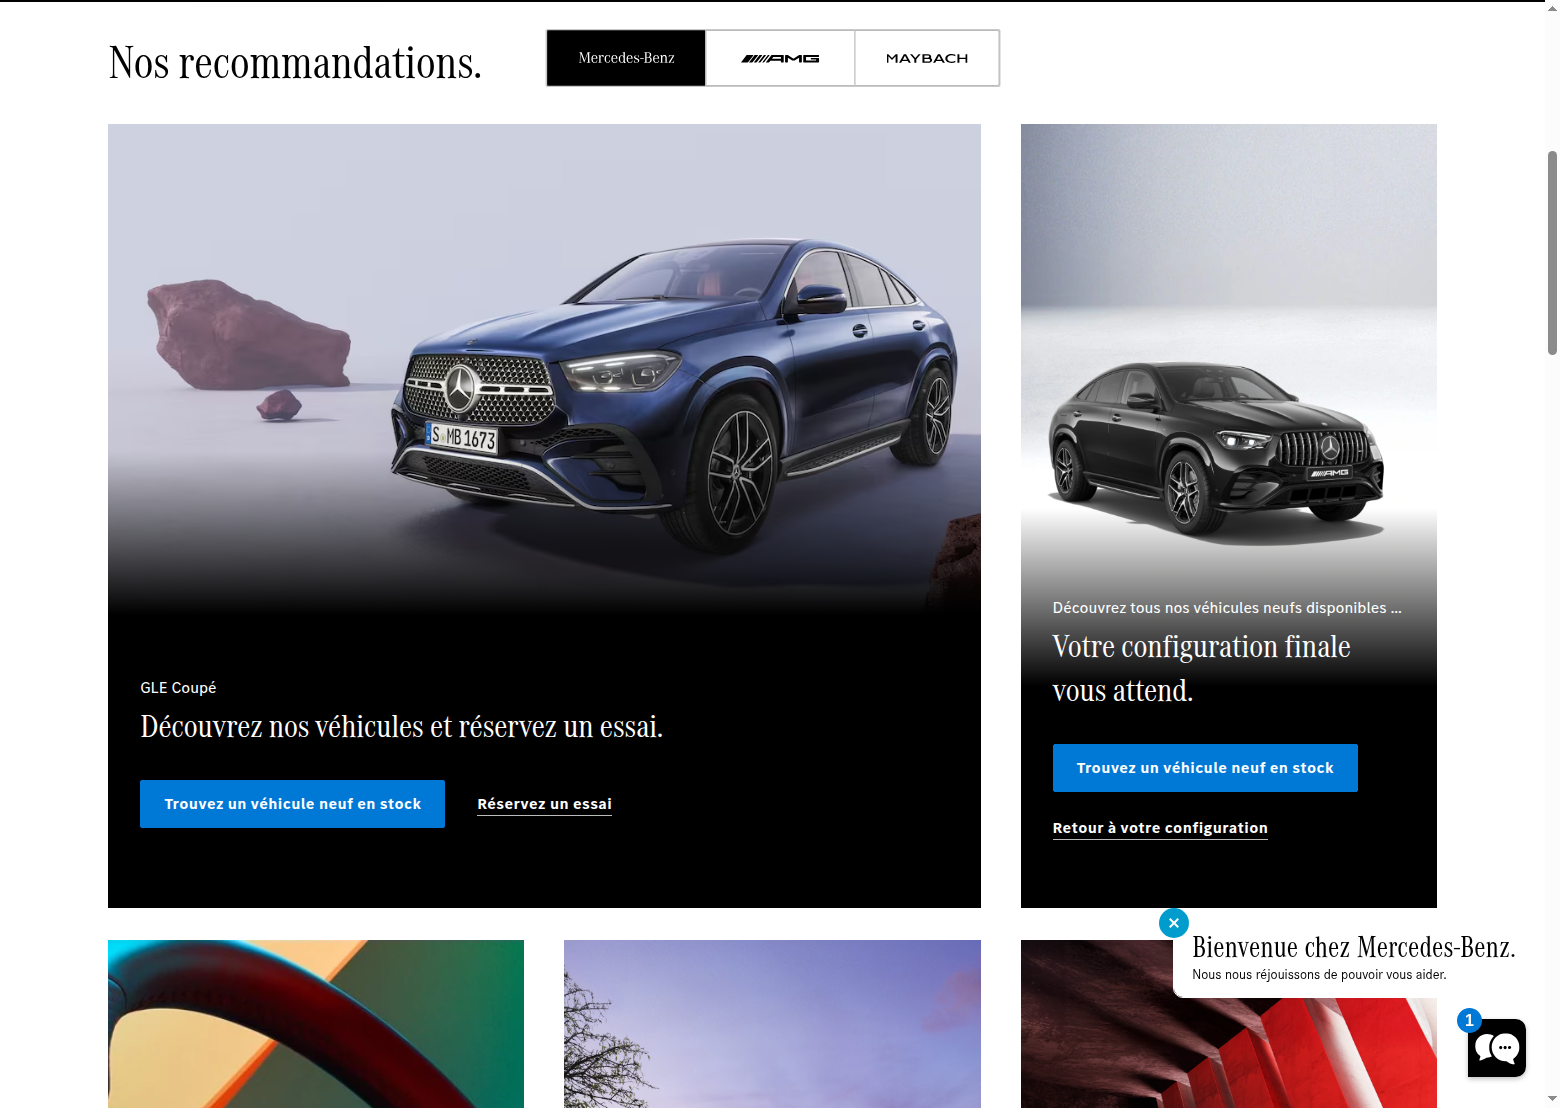 Nos recommandations.
Mercedes-Benz
AMG
MAYBACH
S MB 1673
AMG
GLE Coupé
Découvrez nos véhicules et réservez un essai.
Trouvez un véhicule neuf en stock
Réservez un essai
Découvrez tous nos véhicules neufs disponibles ...
Votre configuration finale
vous attend.
Trouvez un véhicule neuf en stock
Retour à votre configuration
Bienvenue chez Mercedes-Benz.
Nous nous réjouissons de pouvoir vous aider.
1